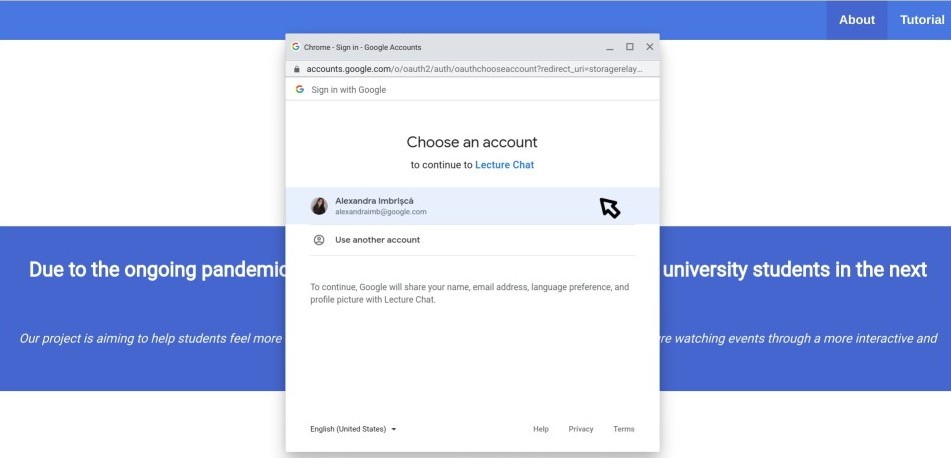 About Tutorial
Chrome - Sign in - Google Accounts
accounts.google.com/o/oauth2/auth/oauthchooseaccount?redirect_uri=storagerelay...
Sign in with Google
Choose an account
to continue to Lecture Chat
Alexandra Imbrișcă
alexandraimb@google.com
Use another account
Due to the ongoing pandemic university students in the next
To continue, Google will share your name, email address, language preference, and
profile picture with Lecture Chat.
Our project is aiming to help students feel more watching events through a more interactive and
English (United States)
Help Privacy Terms